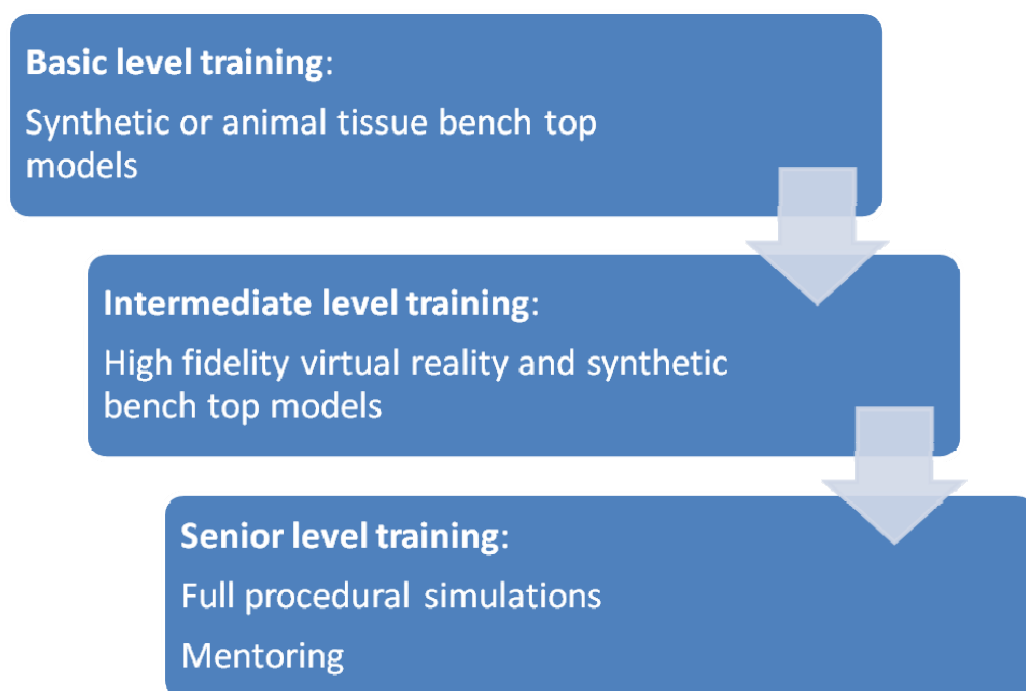 Basic level training:
Synthetic or animal tissue bench top
models
Intermediate level training:
High fidelity virtual reality and synthetic
bench top models
Senior level training:
Full procedural simulations
Mentoring